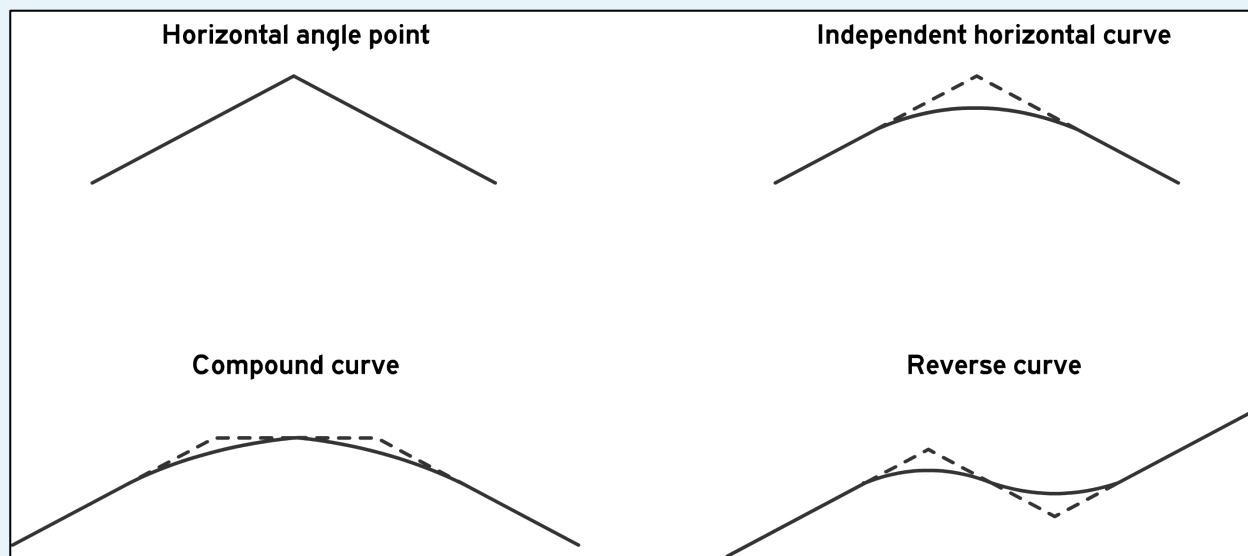 Horizontal angle point
Independent horizontal curve
Compound curve
Reverse curve